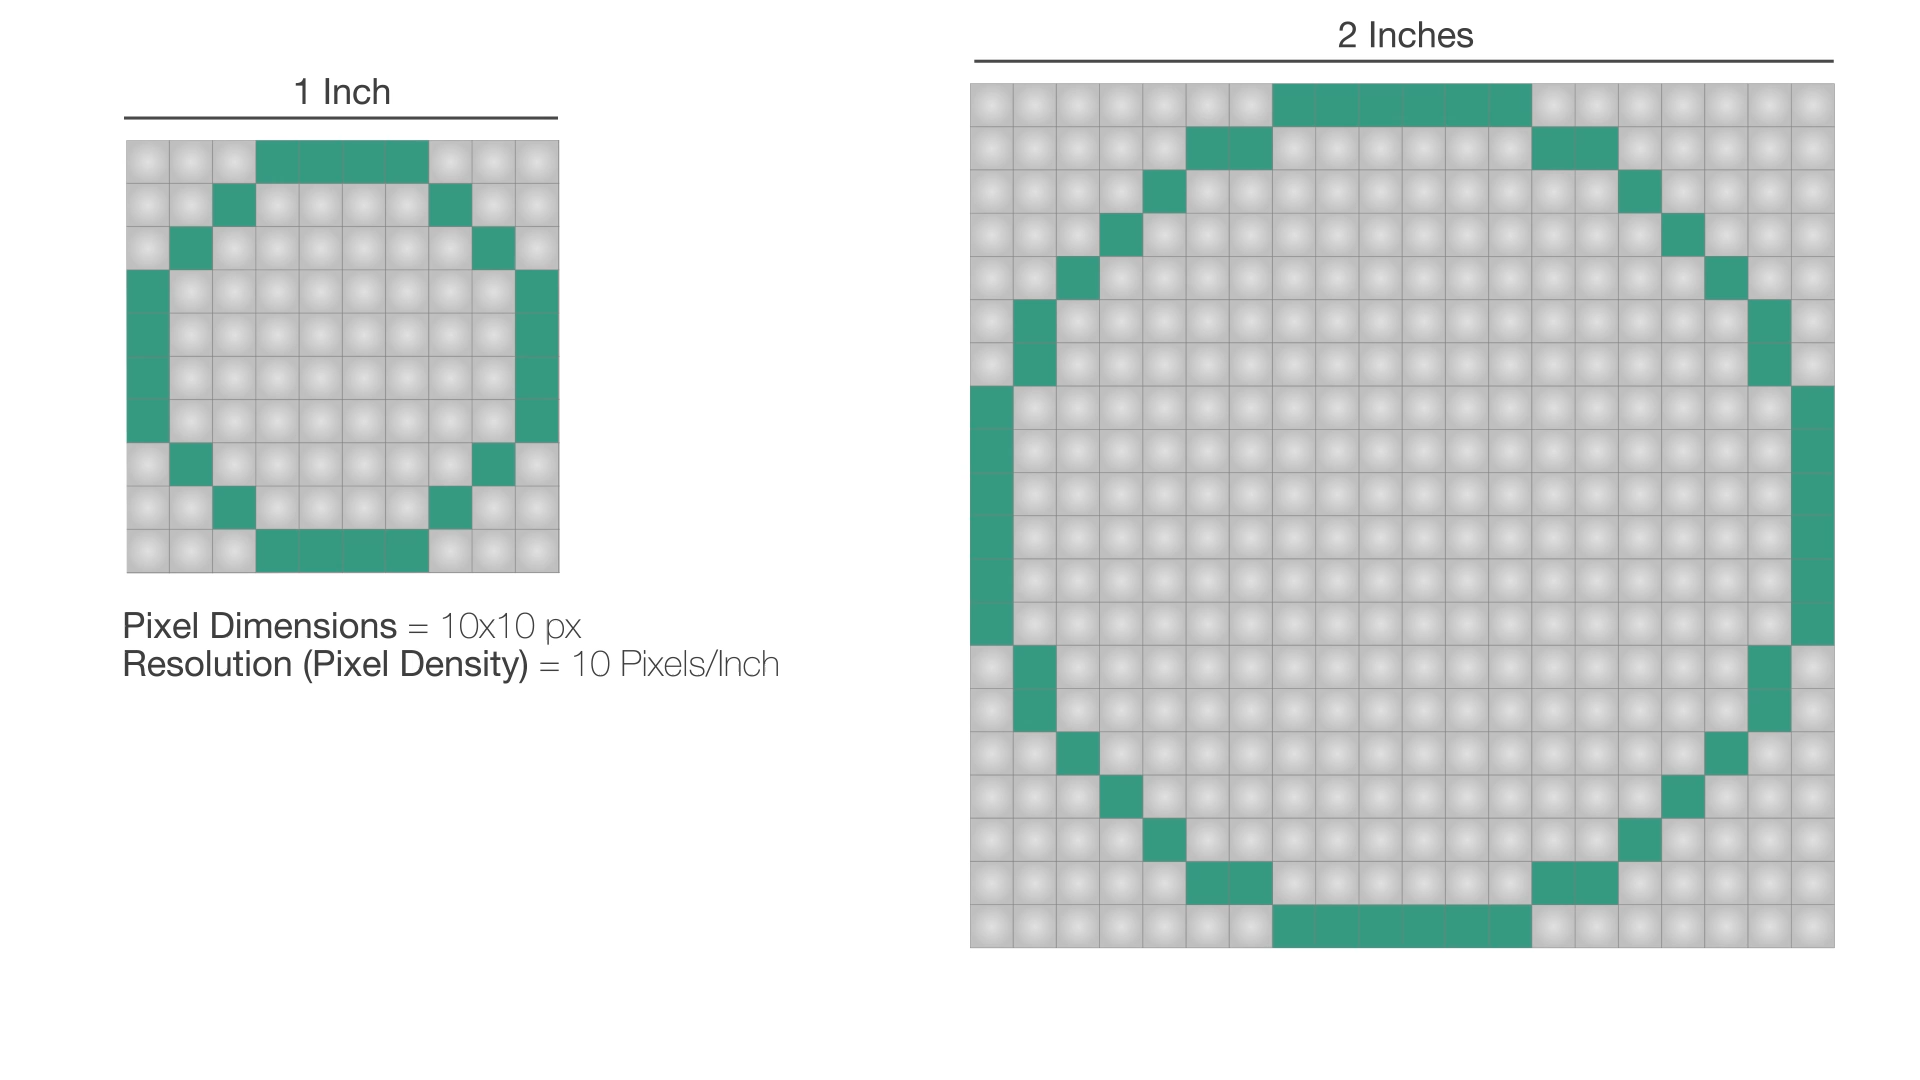 2 Inches
1 Inch
Pixel Dimensions = 10x10 px
Resolution (Pixel Density) = 10 Pixels/Inch